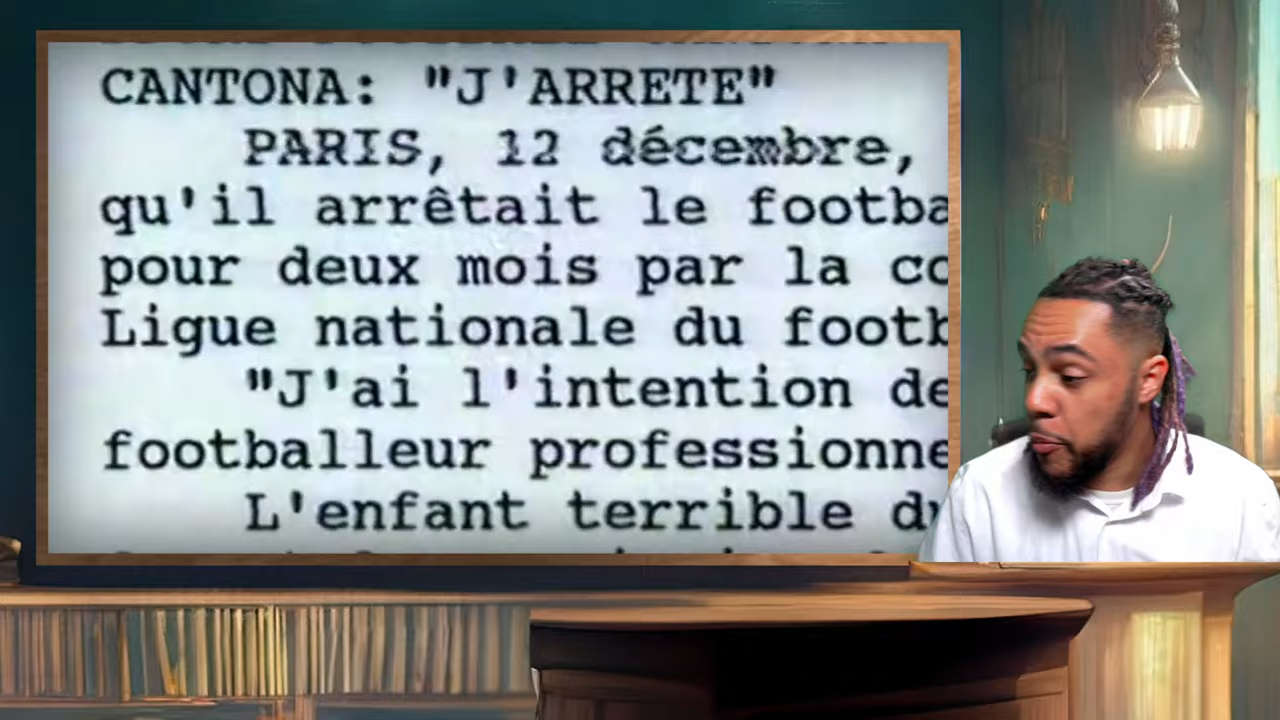 CANTONA: "J'ARRETE"
PARIS, 12 décembre,
qu'il arrêtait le footba
pour deux mois par la co
Ligue nationale du footb
"J'ai l'intention de
footballeur professionne
L'enfant terrible du